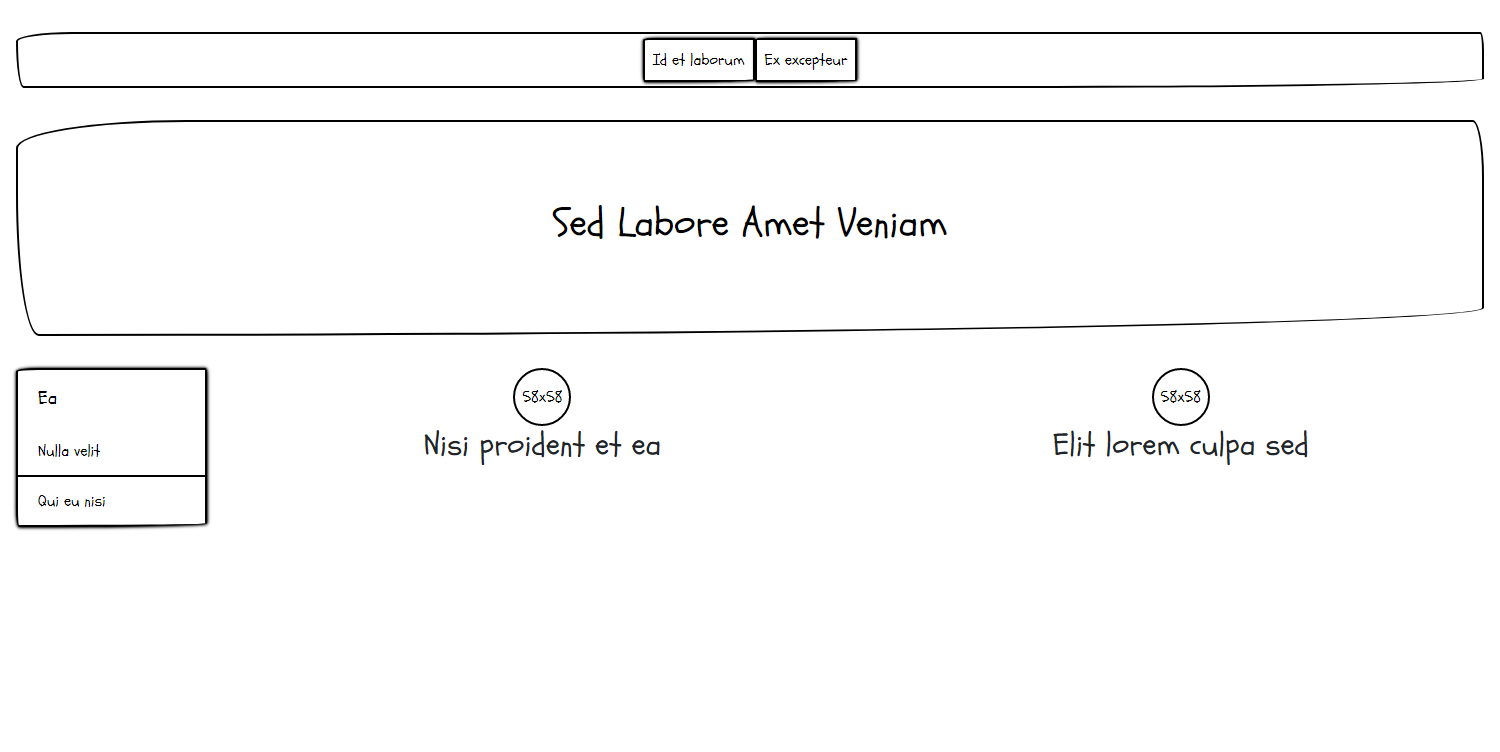 Id et laborum Ex excepteur
Sed Labore Amet Veniam
Ea
Nulla velit
Qui eu nisi
58x58
Nisi proident et ea
58x58
Elit lorem culpa sed